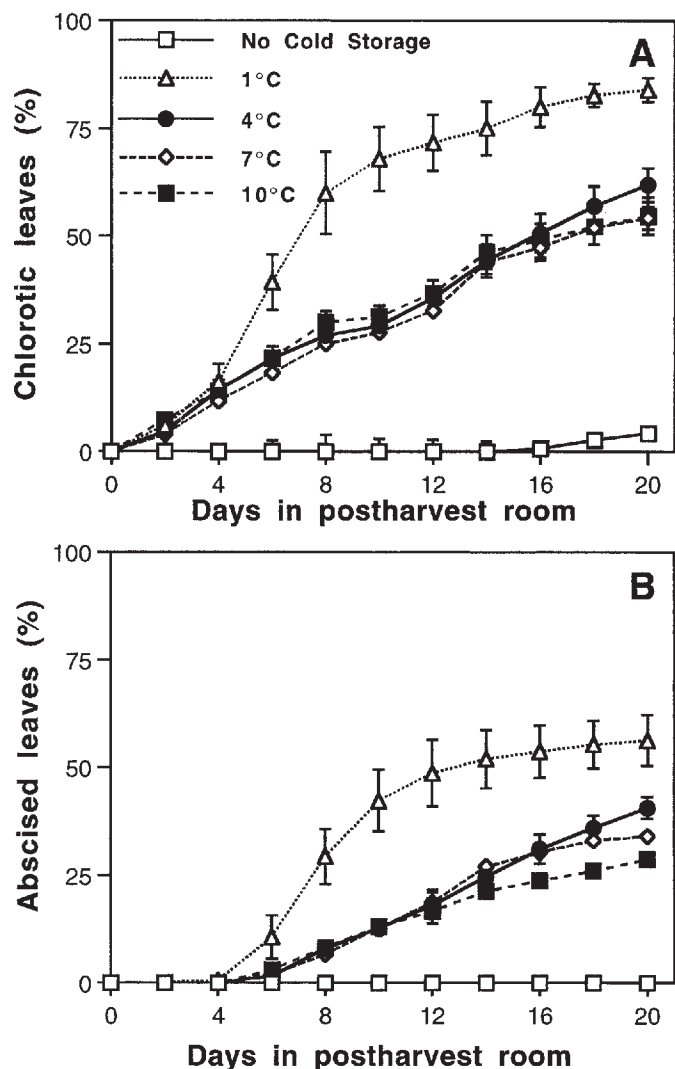 100
75
50
25
0
Chlorotic leaves (%)
No Cold Storage
1°C
4°C
7°C
10°C
A
0 4 8 12 16 20
Days in postharvest room
100
75
50
25
0
Abscised leaves (%)
B
0 4 8 12 16 20
Days in postharvest room